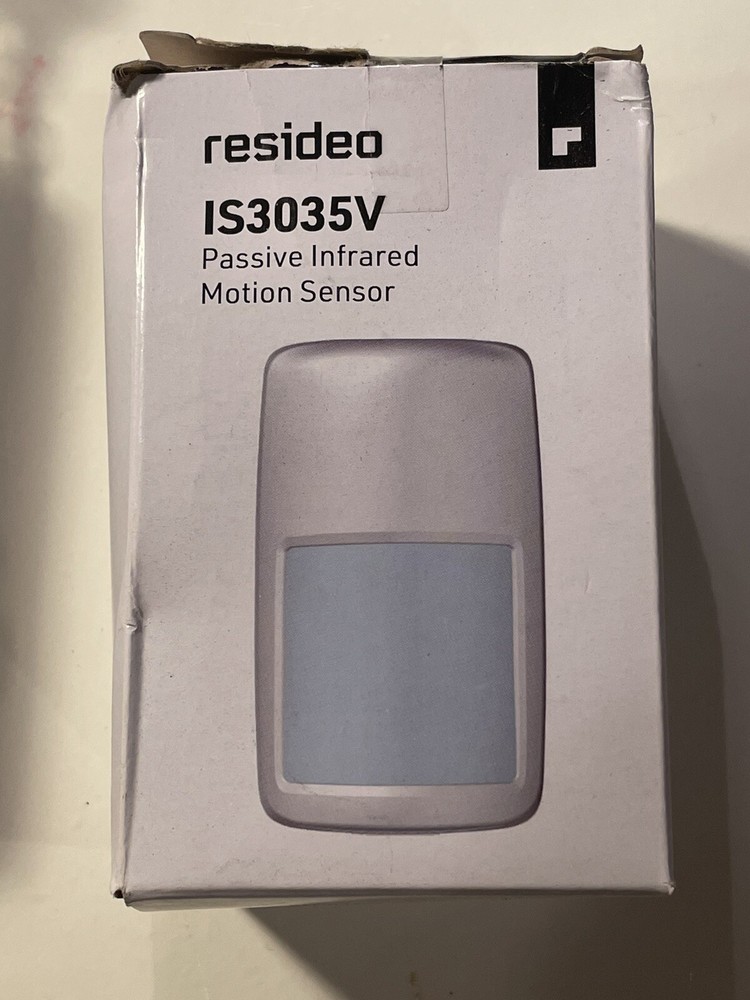 resideo
IS3035V
Passive Infrared
Motion Sensor